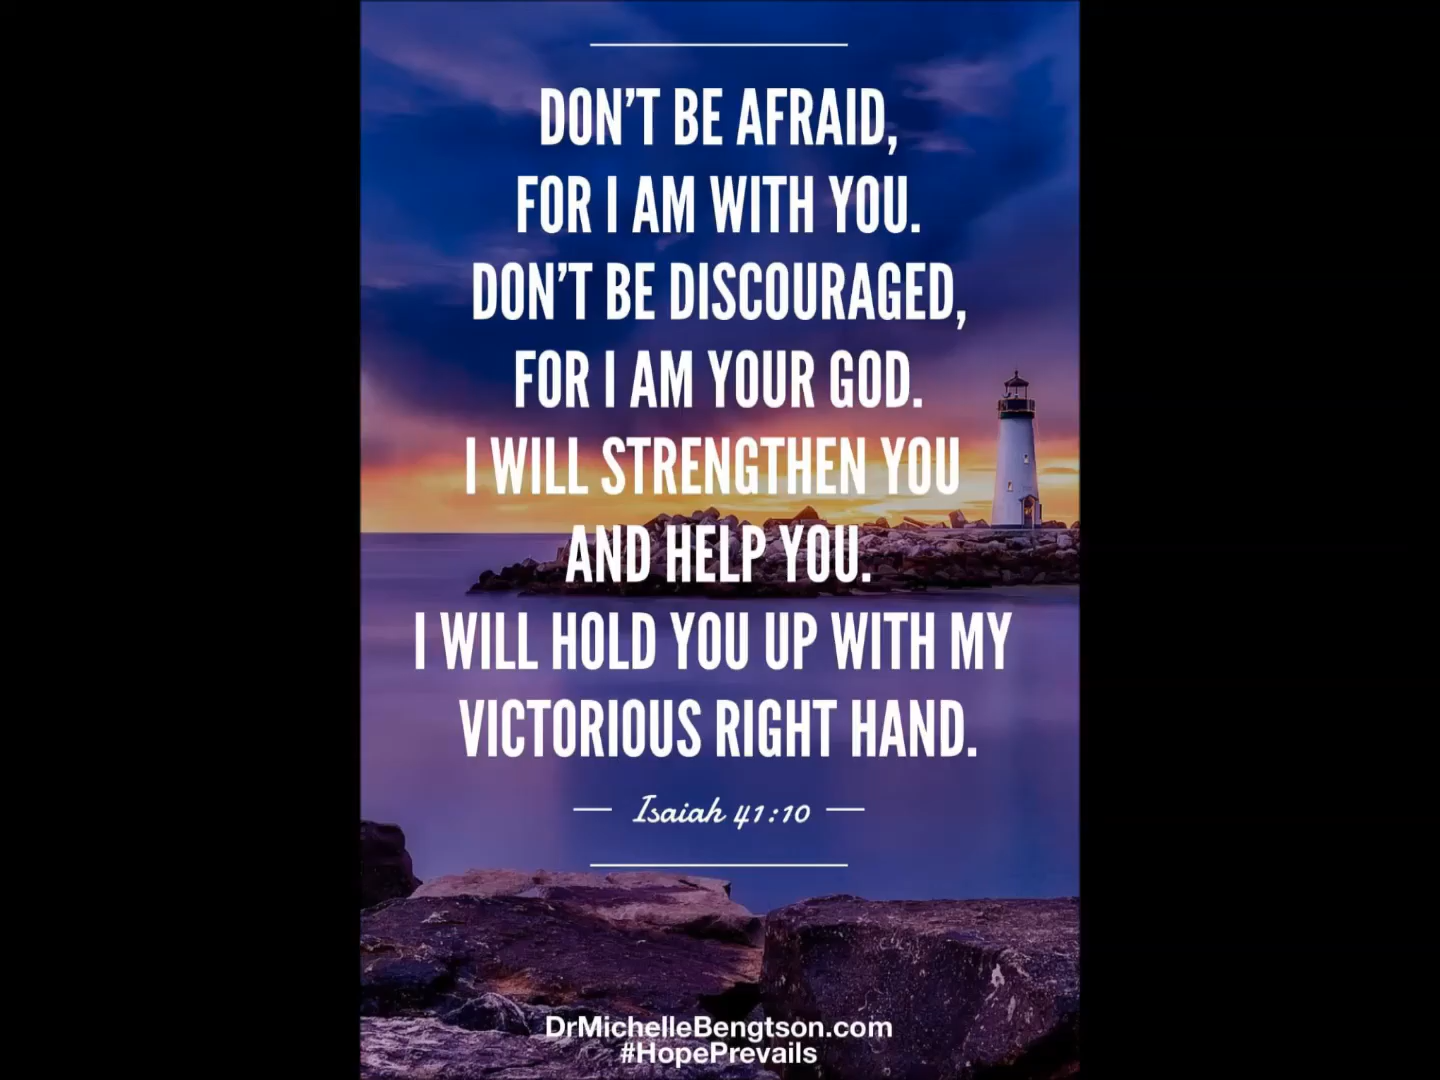 DON'T BE AFRAID,
FOR I AM WITH YOU.
DON'T BE DISCOURAGED,
FOR I AM YOUR GOD.
I WILL STRENGTHEN YOU
AND HELP YOU.
I WILL HOLD YOU UP WITH MY
VICTORIOUS RIGHT HAND.
Isaiah 41:10
DrMichelleBengtson.com
#HopePrevails